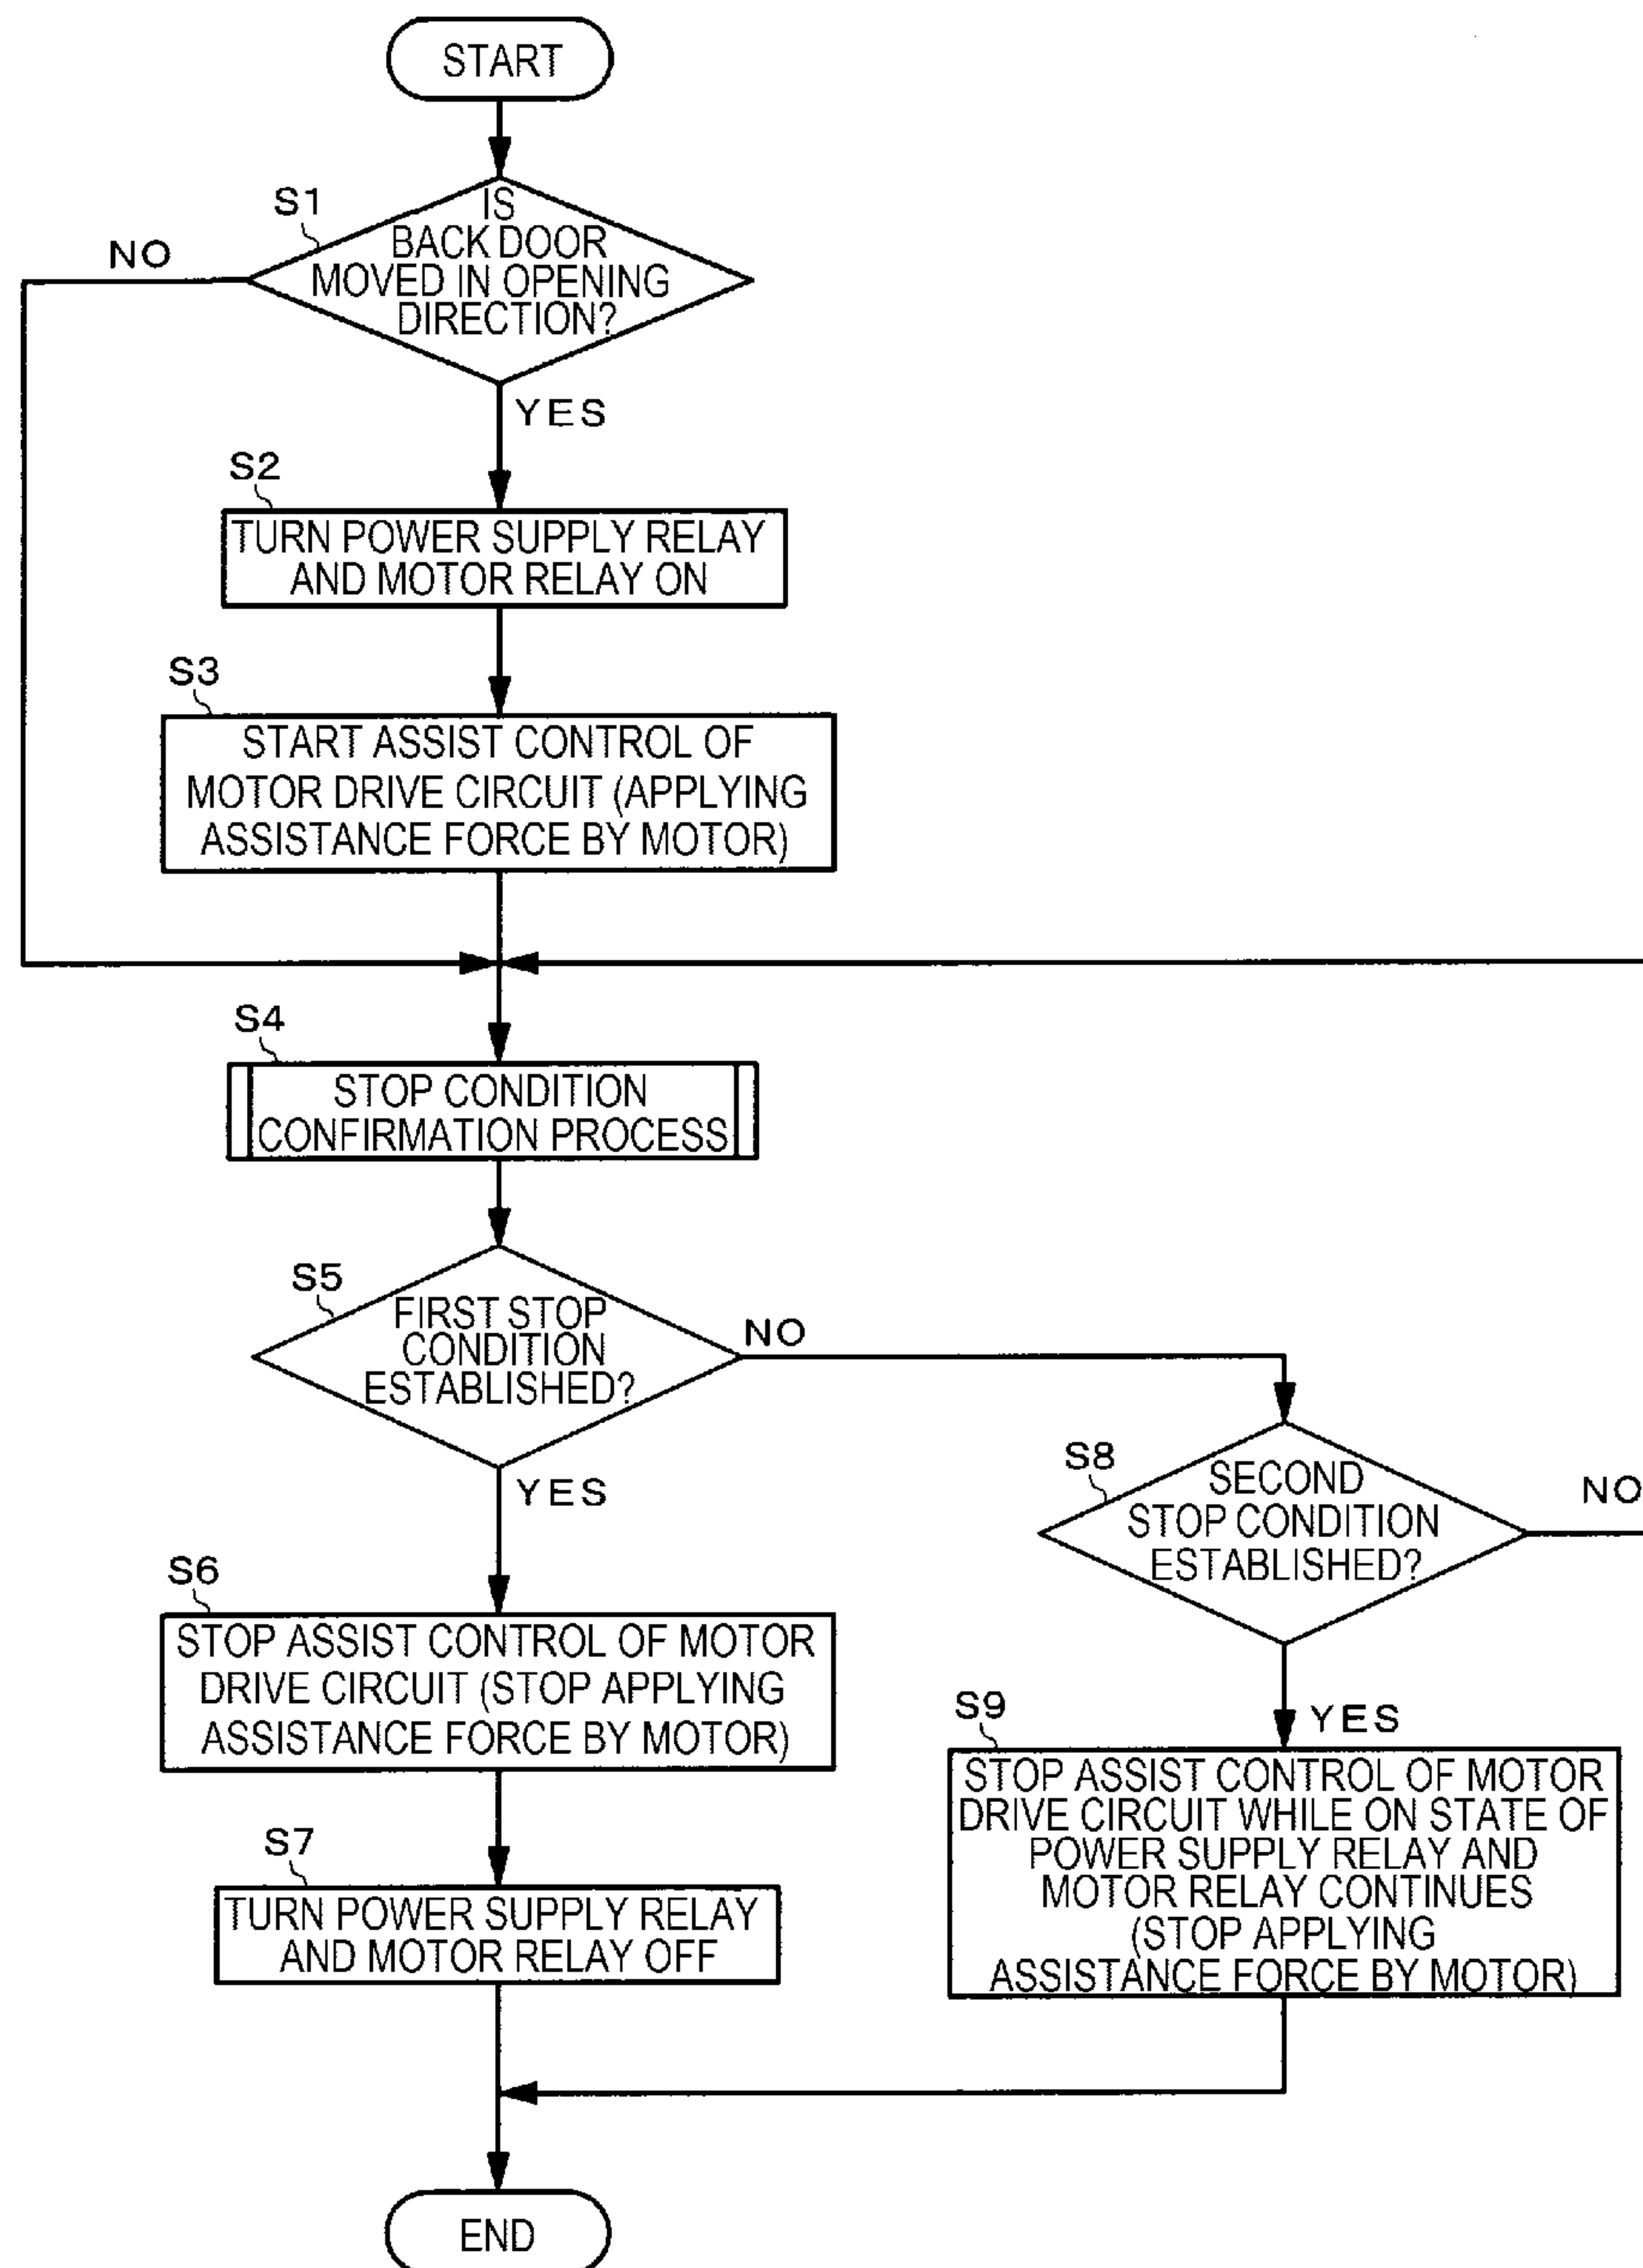 START
S1
IS
BACK DOOR
MOVED IN OPENING
DIRECTION?
NO
YES
S2
TURN POWER SUPPLY RELAY
AND MOTOR RELAY ON
S3
START ASSIST CONTROL OF
MOTOR DRIVE CIRCUIT (APPLYING
ASSISTANCE FORCE BY MOTOR)
S4
STOP CONDITION
CONFIRMATION PROCESS
S5
FIRST STOP
CONDITION
ESTABLISHED?
NO
YES
S8
SECOND
STOP CONDITION
ESTABLISHED?
NO
YES
S6
STOP ASSIST CONTROL OF MOTOR
DRIVE CIRCUIT (STOP APPLYING
ASSISTANCE FORCE BY MOTOR)
S9
STOP ASSIST CONTROL OF MOTOR
DRIVE CIRCUIT WHILE ON STATE OF
POWER SUPPLY RELAY AND
MOTOR RELAY CONTINUES
(STOP APPLYING
ASSISTANCE FORCE BY MOTOR)
S7
TURN POWER SUPPLY RELAY
AND MOTOR RELAY OFF
END